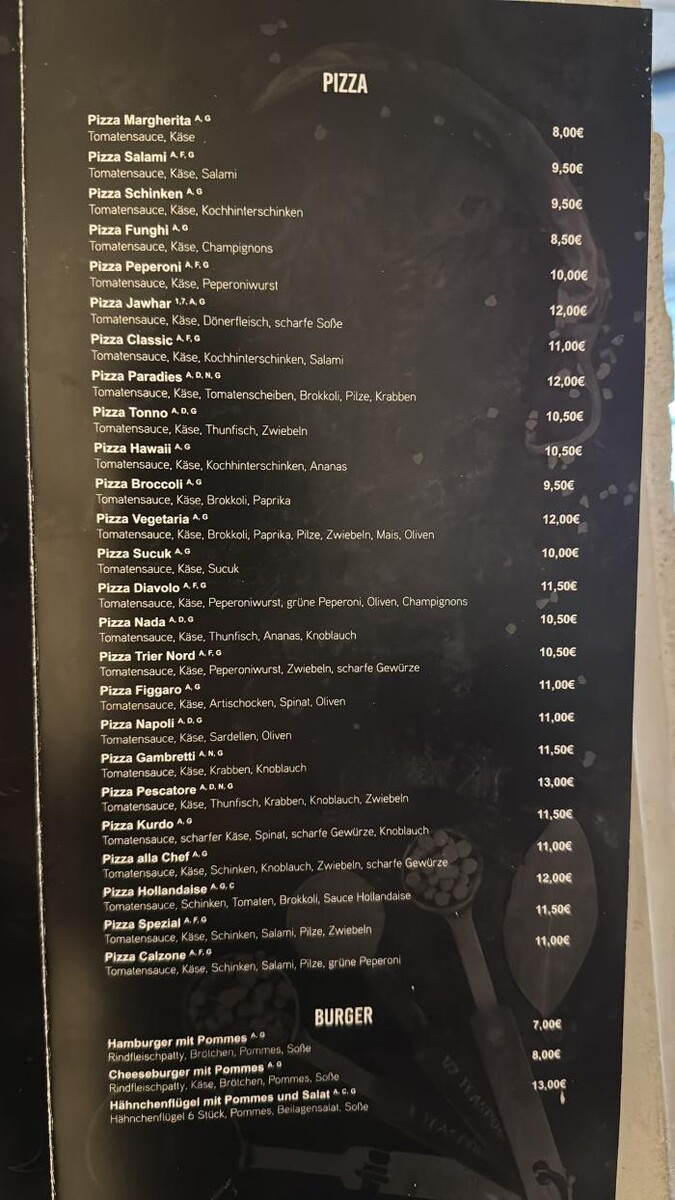 PIZZA
Pizza Margherita A, G
Tomatensauce, Käse 8,00€
Pizza Salami A, F, G
Tomatensauce, Käse, Salami 9,50€
Pizza Schinken A, G
Tomatensauce, Käse, Kochhinterschinken 9,50€
Pizza Funghi A, G
Tomatensauce, Käse, Champignons 8,50€
Pizza Peperoni A, F, G
Tomatensauce, Käse, Peperoniwurst 10,00€
Pizza Jawhar 1,7, A, G
Tomatensauce, Käse, Dönerfleisch, scharfe Soße 12,00€
Pizza Classic A, F, G
Tomatensauce, Käse, Kochhinterschinken, Salami 11,00€
Pizza Paradies A, D, N, G
Tomatensauce, Käse, Tomatenscheiben, Brokkoli, Pilze, Krabben 12,00€
Pizza Tonno A, D, G
Tomatensauce, Käse, Thunfisch, Zwiebeln 10,50€
Pizza Hawaii A, G
Tomatensauce, Käse, Kochhinterschinken, Ananas 10,50€
Pizza Broccoli A, G
Tomatensauce, Käse, Brokkoli, Paprika 9,50€
Pizza Vegetaria A, G
Tomatensauce, Käse, Brokkoli, Paprika, Pilze, Zwiebeln, Mais, Oliven 12,00€
Pizza Sucuk A, G
Tomatensauce, Käse, Sucuk 10,00€
Pizza Diavolo A, F, G
Tomatensauce, Käse, Peperoniwurst, grüne Peperoni, Oliven, Champignons 11,50€
Pizza Nada A, D, G
Tomatensauce, Käse, Thunfisch, Ananas, Knoblauch 10,50€
Pizza Trier Nord A, F, G
Tomatensauce, Käse, Peperoniwurst, Zwiebeln, scharfe Gewürze 10,50€
Pizza Figgaro A, G
Tomatensauce, Käse, Artischocken, Spinat, Oliven 11,00€
Pizza Napoli A, D, G
Tomatensauce, Käse, Sardellen, Oliven 11,00€
Pizza Gambretti A, N, G
Tomatensauce, Käse, Krabben, Knoblauch 11,50€
Pizza Pescatore A, D, N, G
Tomatensauce, Käse, Thunfisch, Krabben, Knoblauch, Zwiebeln 13,00€
Pizza Kurdo A, G
Tomatensauce, scharfer Käse, Spinat, scharfe Gewürze, Knoblauch 11,50€
Pizza alla Chef A, G
Tomatensauce, Käse, Schinken, Knoblauch, Zwiebeln, scharfe Gewürze 11,00€
Pizza Hollandaise A, G, C
Tomatensauce, Schinken, Tomaten, Brokkoli, Sauce Hollandaise 12,00€
Pizza Spezial A, F, G
Tomatensauce, Käse, Schinken, Salami, Pilze, Zwiebeln 11,50€
Pizza Calzone A, F, G
Tomatensauce, Käse, Schinken, Salami, Pilze, grüne Peperoni 11,00€
BURGER
Hamburger mit Pommes A, G
Rindfleischpatty, Brötchen, Pommes, Soße 7,00€
Cheeseburger mit Pommes A, G
Rindfleischpatty, Käse, Brötchen, Pommes, Soße 8,00€
Hähnchenflügel mit Pommes und Salat A, C, G
Hähnchenflügel 6 Stück, Pommes, Beilagensalat, Soße 13,00€